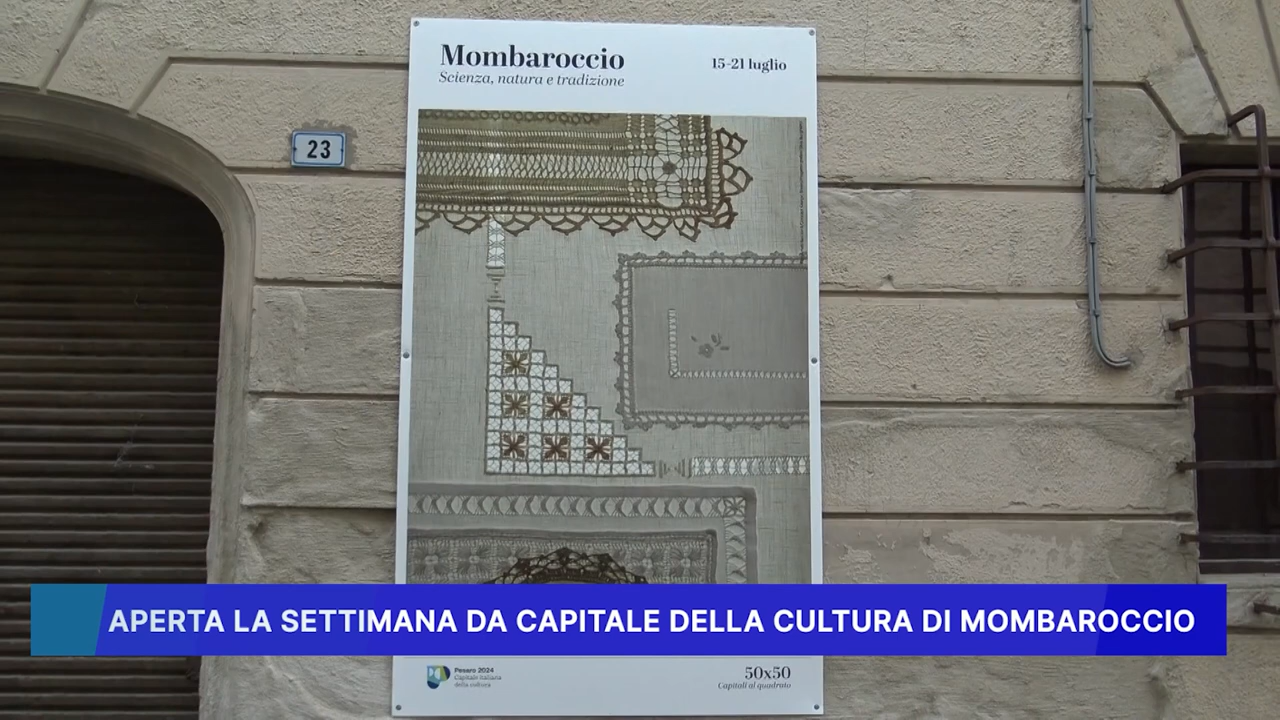 Mombaroccio
Scienza, natura e tradizione
15-21 luglio
23
APERTA LA SETTIMANA DA CAPITALE DELLA CULTURA DI MOMBAROCCIO
Pesaro 2024
Capitale italiana
della cultura
50x50
Capitali al quadrato